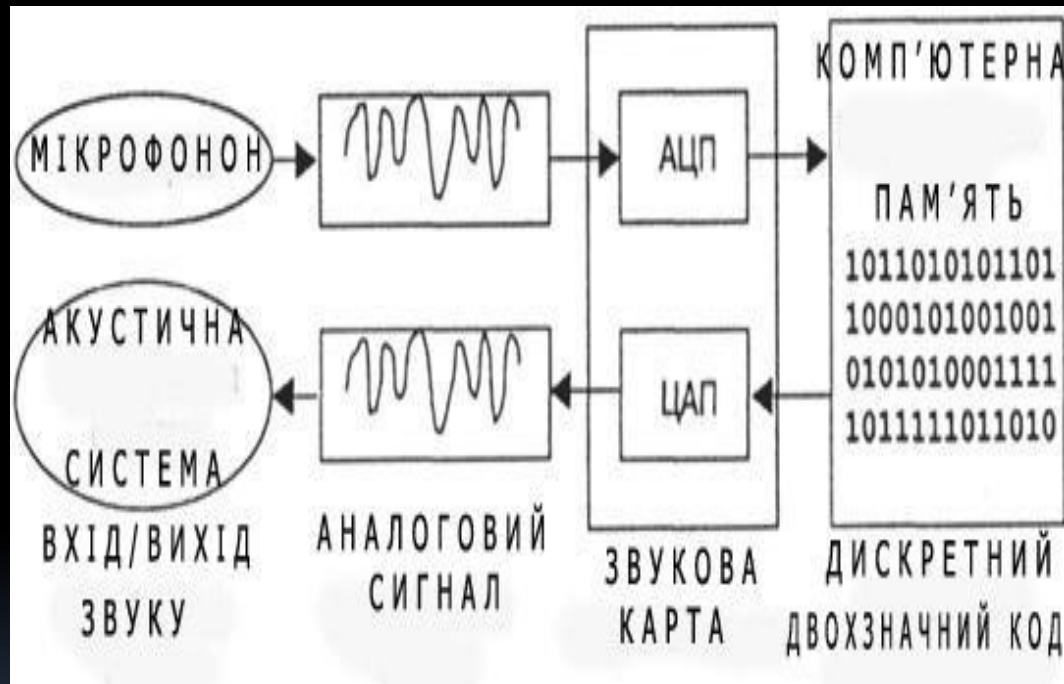 МІКРОФОНОН
АЦП
КОМП'ЮТЕРНА
ПАМ'ЯТЬ
1011010101101
1000101001001
0101010001111
1011111011010
АКУСТИЧНА
СИСТЕМА
ЦАП
ВХІД/ВИХІД
ЗВУКУ
АНАЛОГОВИЙ
СИГНАЛ
ЗВУКОВА
КАРТА
ДИСКРЕТНИЙ
ДВОХЗНАЧНИЙ КОД